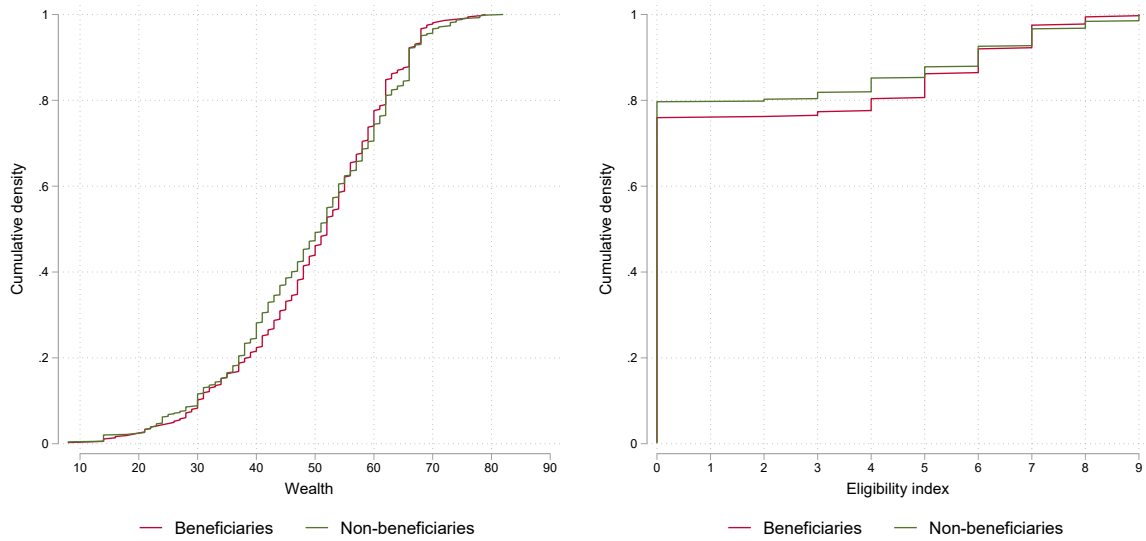 Cumulative density
1
.8
.6
.4
.2
0
10 20 30 40 50 60 70 80 90
Wealth
Beneficiaries Non-beneficiaries
Cumulative density
1
.8
.6
.4
.2
0
0 1 2 3 4 5 6 7 8 9
Eligibility index
Beneficiaries Non-beneficiaries